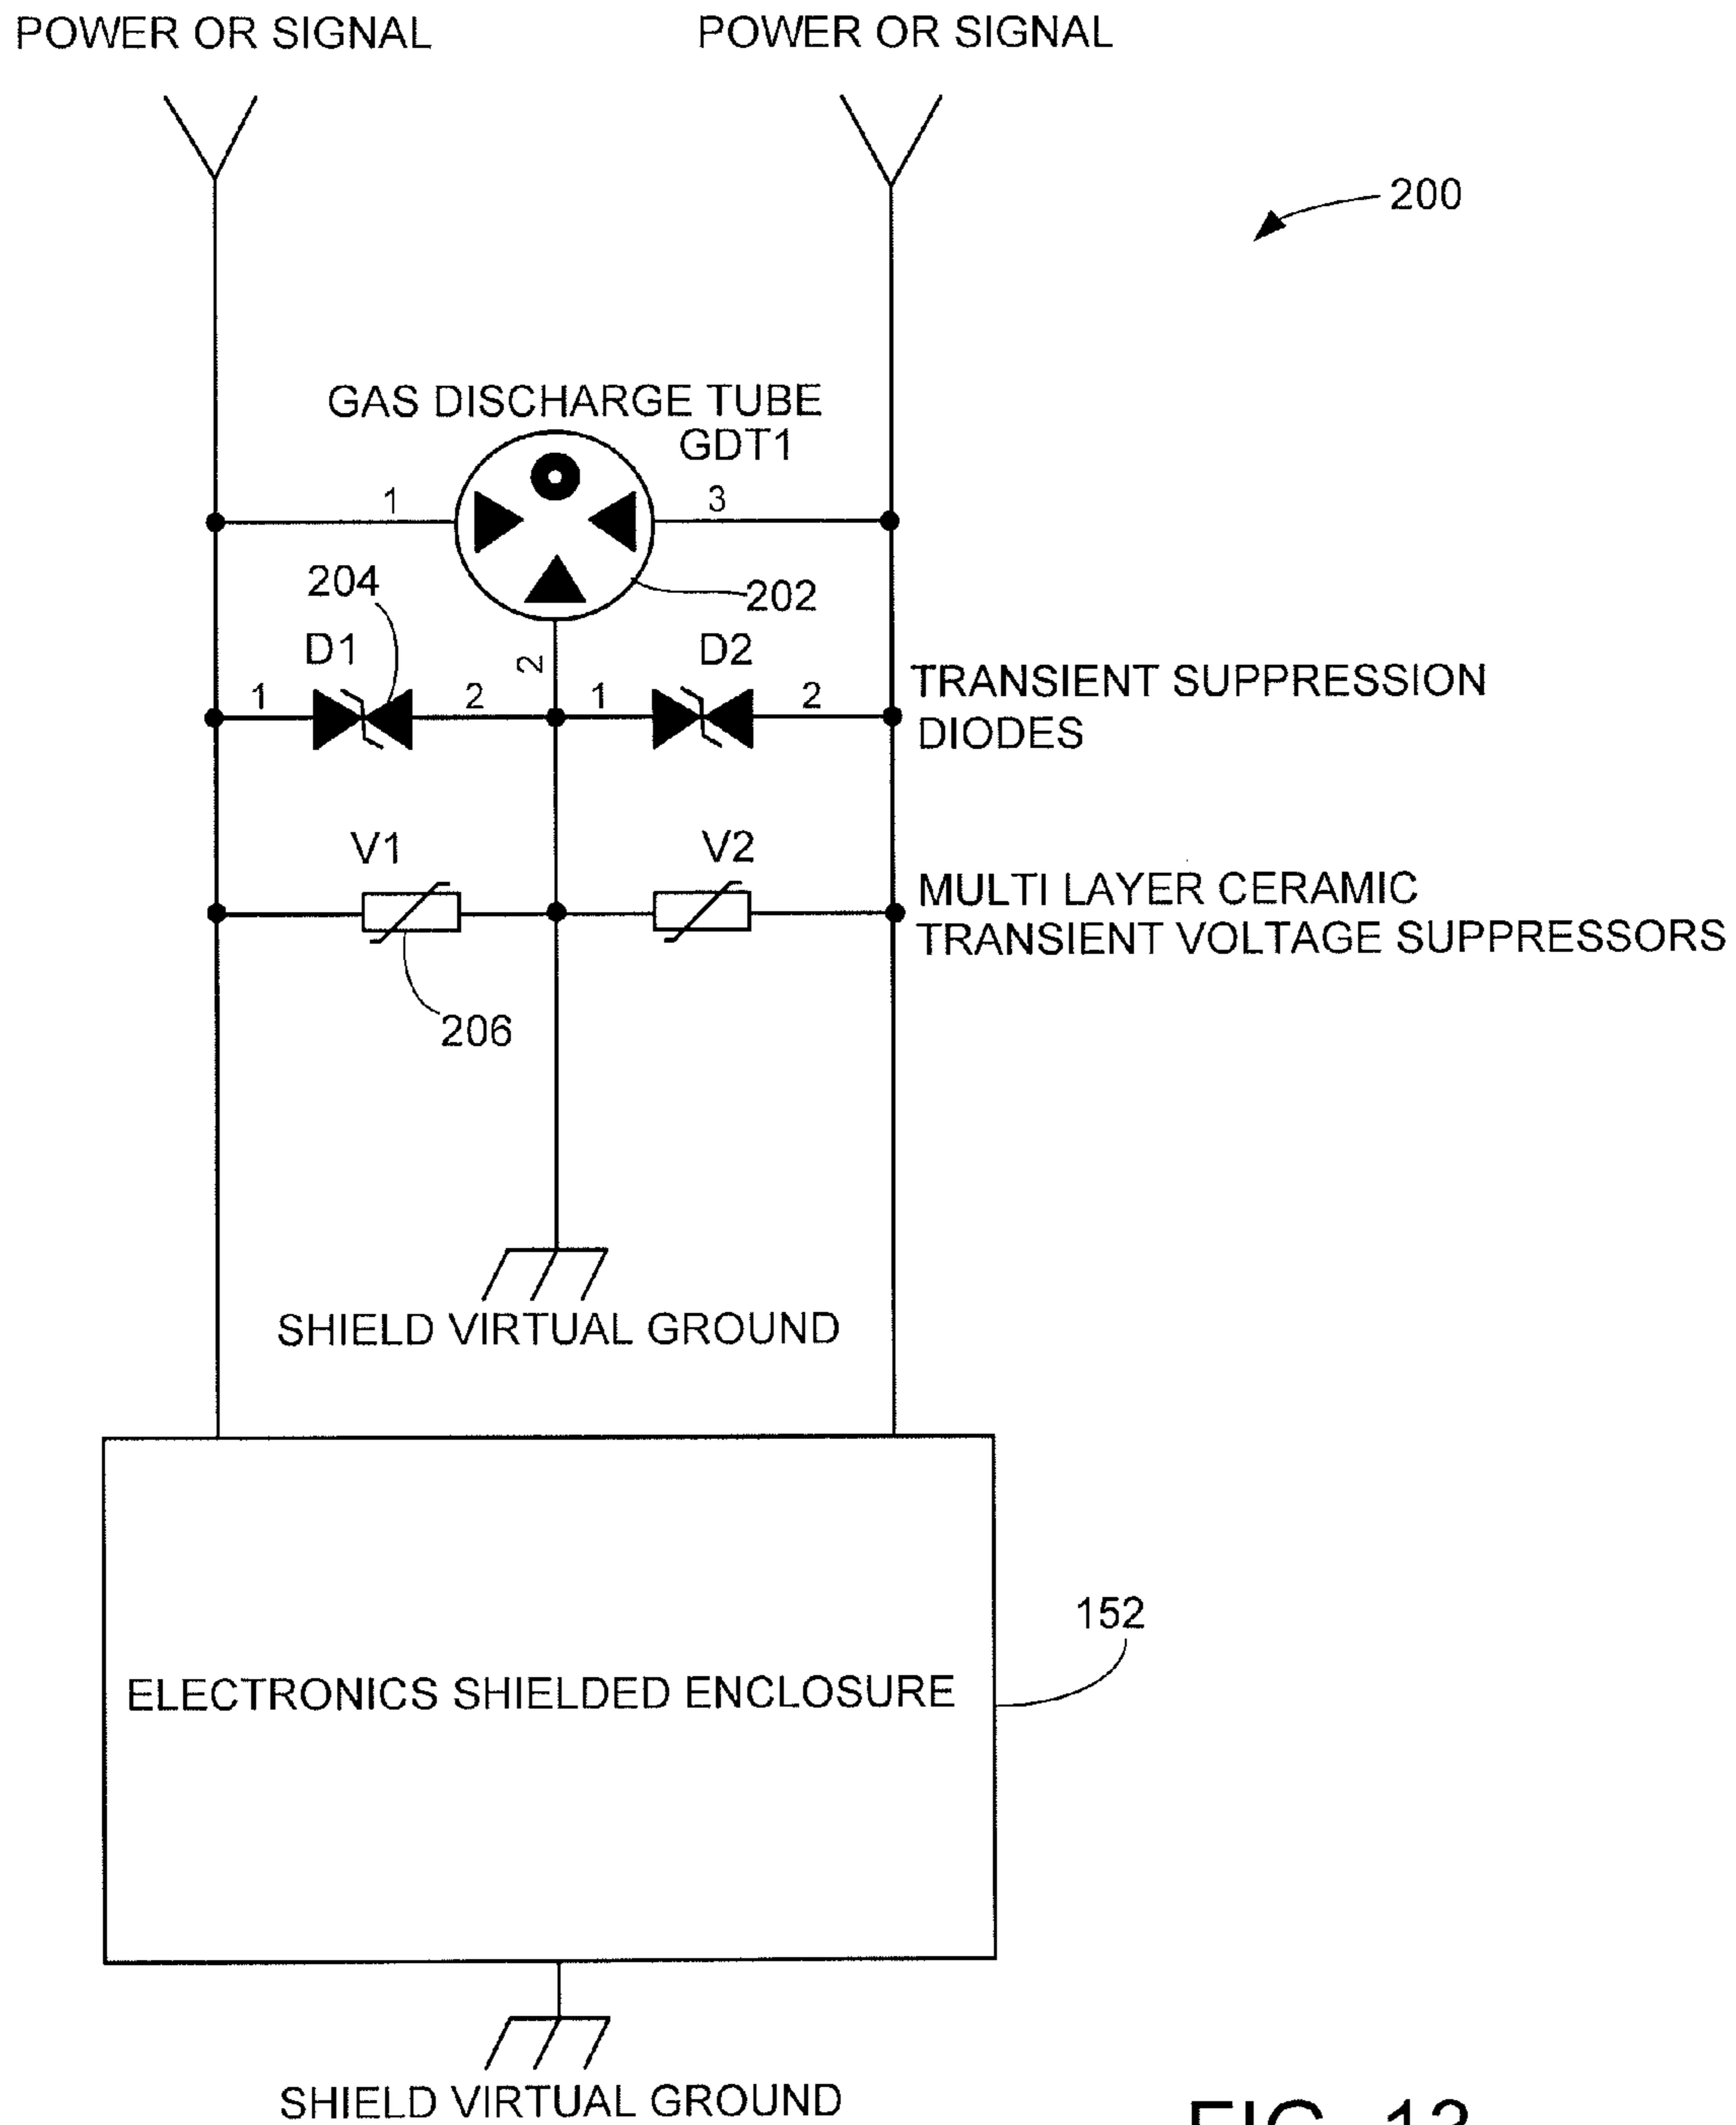 POWER OR SIGNAL
POWER OR SIGNAL
200
GAS DISCHARGE TUBE
GDT1
1
3
204
202
D1
2
D2
1
2
1
2
TRANSIENT SUPPRESSION
DIODES
V1
V2
MULTI LAYER CERAMIC
TRANSIENT VOLTAGE SUPPRESSORS
206
SHIELD VIRTUAL GROUND
152
ELECTRONICS SHIELDED ENCLOSURE
SHIELD VIRTUAL GROUND